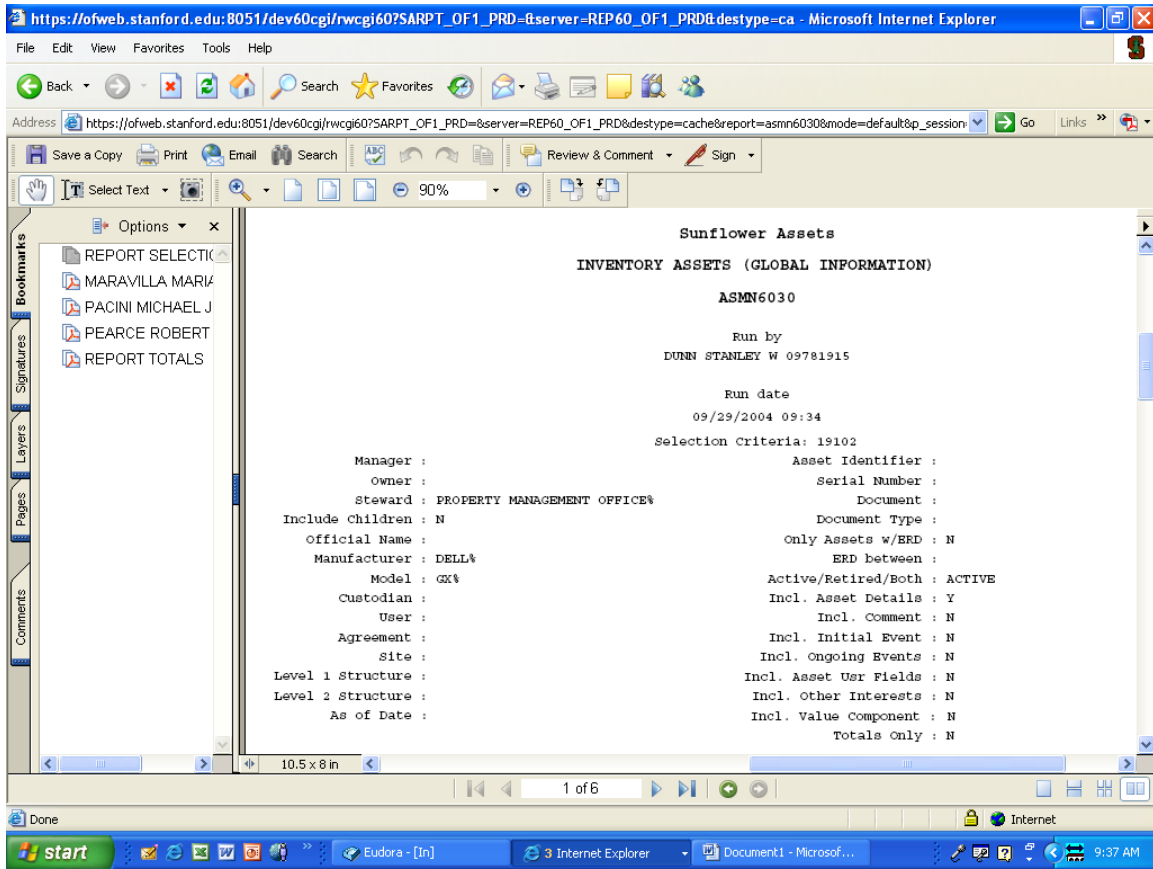 https://ofweb.stanford.edu:8051/dev60cgi/rwcgi60?SARPT_OF1_PRD=&server=REP60_OF1_PRD&destype=ca - Microsoft Internet Explorer
File Edit View Favorites Tools Help
Back Search Favorites
Address https://ofweb.stanford.edu:8051/dev60cgi/rwcgi60?SARPT_OF1_PRD=&server=REP60_OF1_PRD&destype=cache&report=asmn6030&mode=default&p_session Go Links »
Save a Copy Print Email Search ABC Review & Comment Sign
T Select Text 90%
Options x
Bookmarks
Signatures
Layers
Pages
Comments
REPORT SELECTI
MARAVILLA MARIA
PACINI MICHAEL J
PEARCE ROBERT
REPORT TOTALS
Sunflower Assets
INVENTORY ASSETS (GLOBAL INFORMATION)
ASMN6030
Run by
DUNN STANLEY W 09781915
Run date
09/29/2004 09:34
Selection Criteria: 19102
Manager : Asset Identifier :
Owner : Serial Number :
Steward : PROPERTY MANAGEMENT OFFICE% Document :
Include Children : N Document Type :
Official Name : Only Assets w/ERD : N
Manufacturer : DELL% ERD between :
Model : GX% Active/Retired/Both : ACTIVE
Custodian : Incl. Asset Details : Y
User : Incl. Comment : N
Agreement : Incl. Initial Event : N
Site : Incl. Ongoing Events : N
Level 1 Structure : Incl. Asset Usr Fields : N
Level 2 Structure : Incl. Other Interests : N
As of Date : Incl. Value Component : N
Totals Only : N
10.5 x 8 in
1 of 6
Done Internet
start » Eudora - [In] 3 Internet Explorer Document1 - Microsof... 9:37 AM